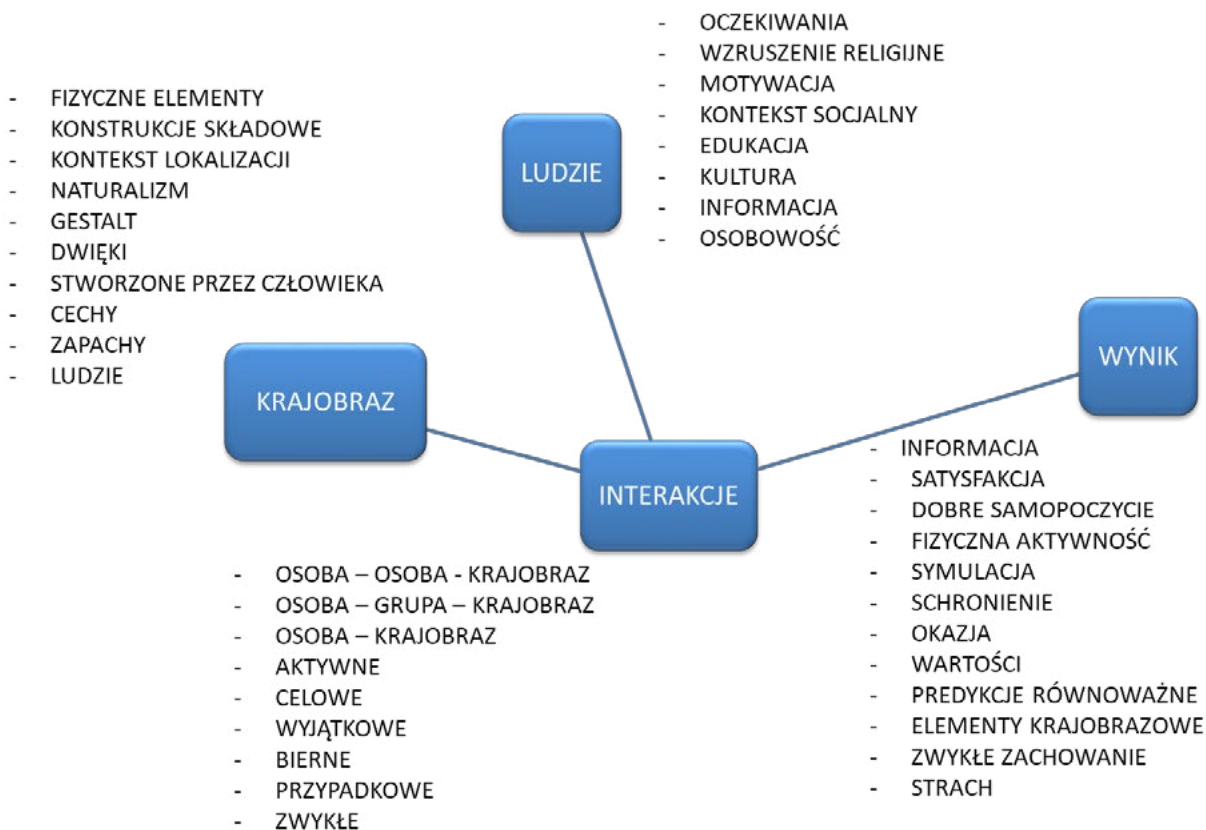 - OCZEKIWANIA
- WZRUSZENIE RELIGIJNE
- MOTYWACJA
- KONTEKST SOCJALNY
- EDUKACJA
- KULTURA
- INFORMACJA
- OSOBOWOŚĆ
LUDZIE
- FIZYCZNE ELEMENTY
- KONSTRUKCJE SKŁADOWE
- KONTEKST LOKALIZACJI
- NATURALIZM
- GESTALT
- DWIĘKI
- STWORZONE PRZEZ CZŁOWIEKA
- CECHY
- ZAPACHY
- LUDZIE
KRAJOBRAZ
WYNIK
INTERAKCJE
- INFORMACJA
- SATYSFAKCJA
- DOBRE SAMOPOCZYCIE
- FIZYCZNA AKTYWNOŚĆ
- SYMULACJA
- SCHRONIENIE
- OKAZJA
- WARTOŚCI
- PREDYKCJE RÓWNOWAŻNE
- ELEMENTY KRAJOBRAZOWE
- ZWYKŁE ZACHOWANIE
- STRACH
- OSOBA – OSOBA - KRAJOBRAZ
- OSOBA – GRUPA – KRAJOBRAZ
- OSOBA – KRAJOBRAZ
- AKTYWNE
- CELOWE
- WYJĄTKOWE
- BIERNE
- PRZYPADKOWE
- ZWYKŁE